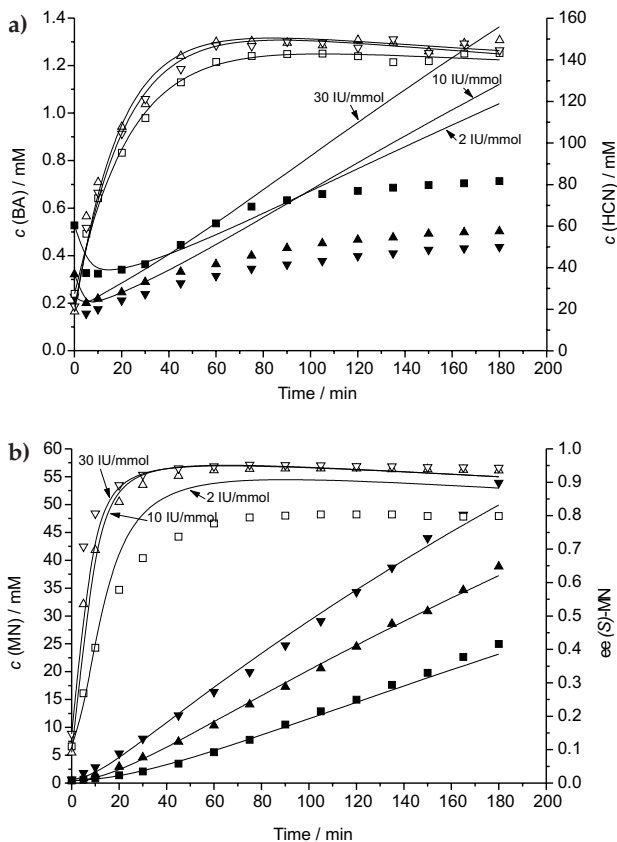 a)
c (BA) / mM
1.4
1.2
1.0
0.8
0.6
0.4
0.2
0.0
160
140
120
100
80
60
40
20
0
c (HCN) / mM
30 IU/mmol
10 IU/mmol
2 IU/mmol
0 20 40 60 80 100 120 140 160 180 200
Time / min
b)
c (MN) / mM
60
55
50
45
40
35
30
25
20
15
10
5
0
1.0
0.9
0.8
0.7
0.6
0.5
0.4
0.3
0.2
0.1
0.0
ee (S)-MN
30 IU/mmol
2 IU/mmol
10 IU/mmol
0 20 40 60 80 100 120 140 160 180 200
Time / min